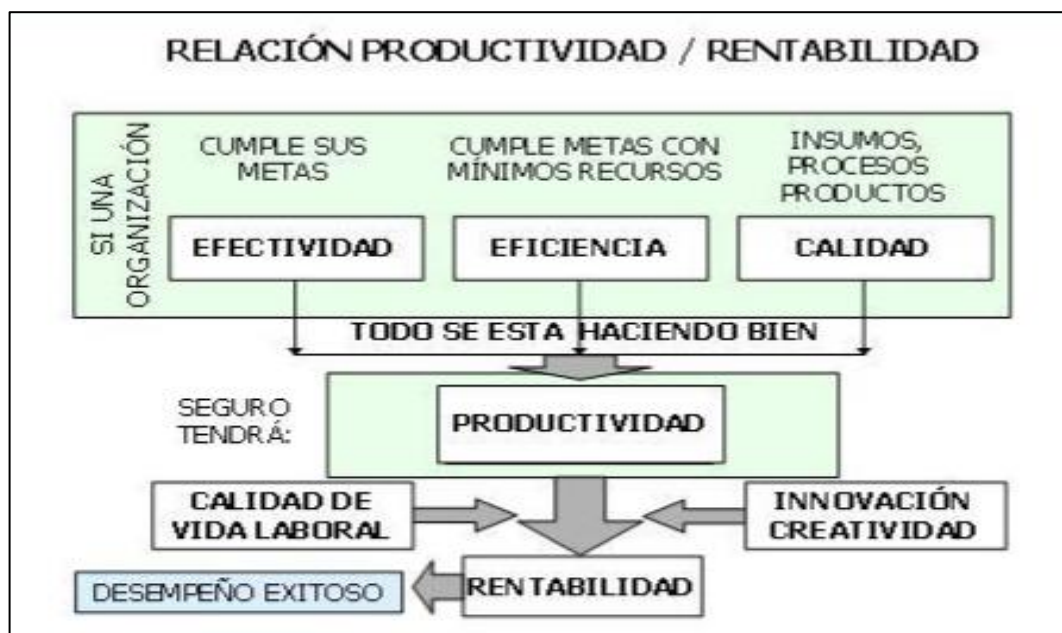 RELACIÓN PRODUCTIVIDAD / RENTABILIDAD
SI UNA
ORGANIZACIÓN
CUMPLE SUS
METAS
EFECTIVIDAD
CUMPLE METAS CON
MÍNIMOS RECURSOS
EFICIENCIA
INSUMOS,
PROCESOS
PRODUCTOS
CALIDAD
TODO SE ESTA HACIENDO BIEN
SEGURO
TENDRÁ:
PRODUCTIVIDAD
CALIDAD DE
VIDA LABORAL
INNOVACIÓN
CREATIVIDAD
DESEMPEÑO EXITOSO
RENTABILIDAD